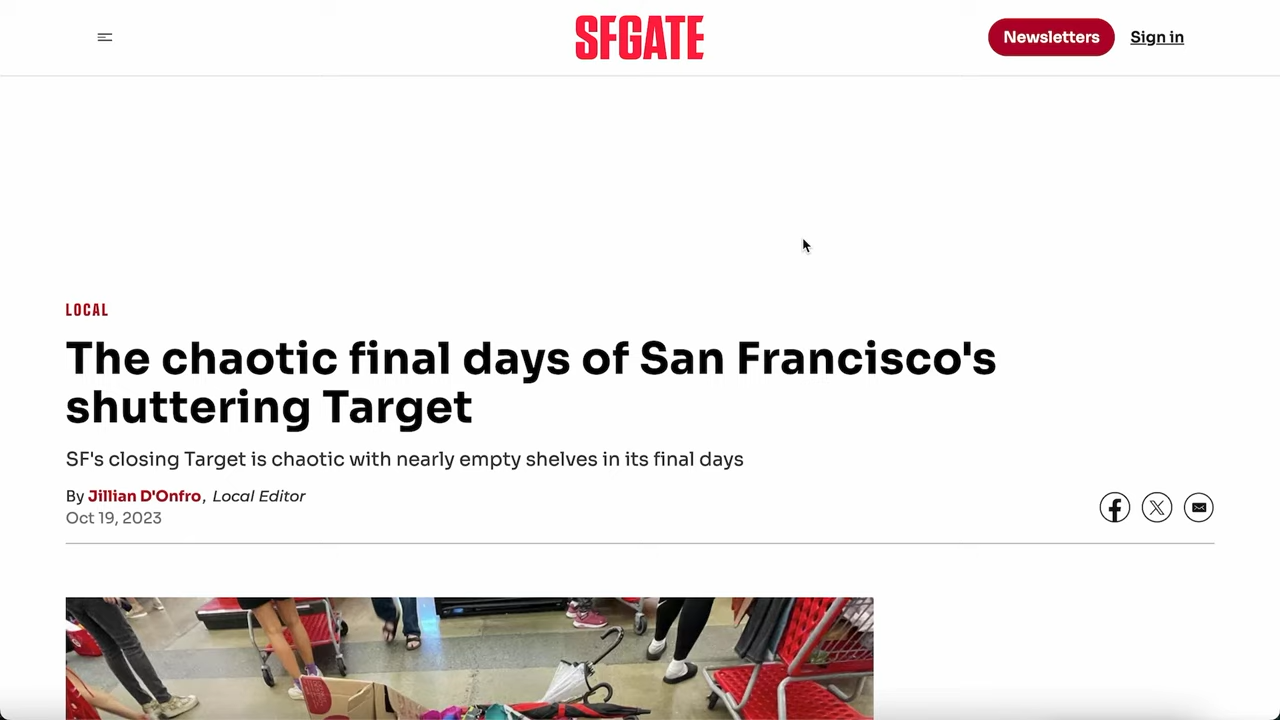 SFGATE
Newsletters
Sign in
LOCAL
The chaotic final days of San Francisco's
shuttering Target
SF's closing Target is chaotic with nearly empty shelves in its final days
By Jillian D'Onfro, Local Editor
Oct 19, 2023